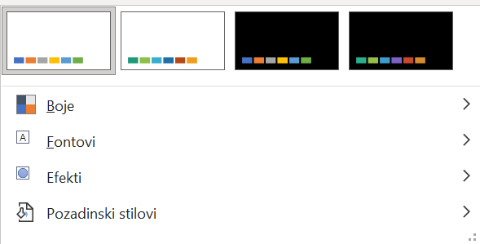 Boje
A
Fontovi
Efekti
Pozadinski stilovi